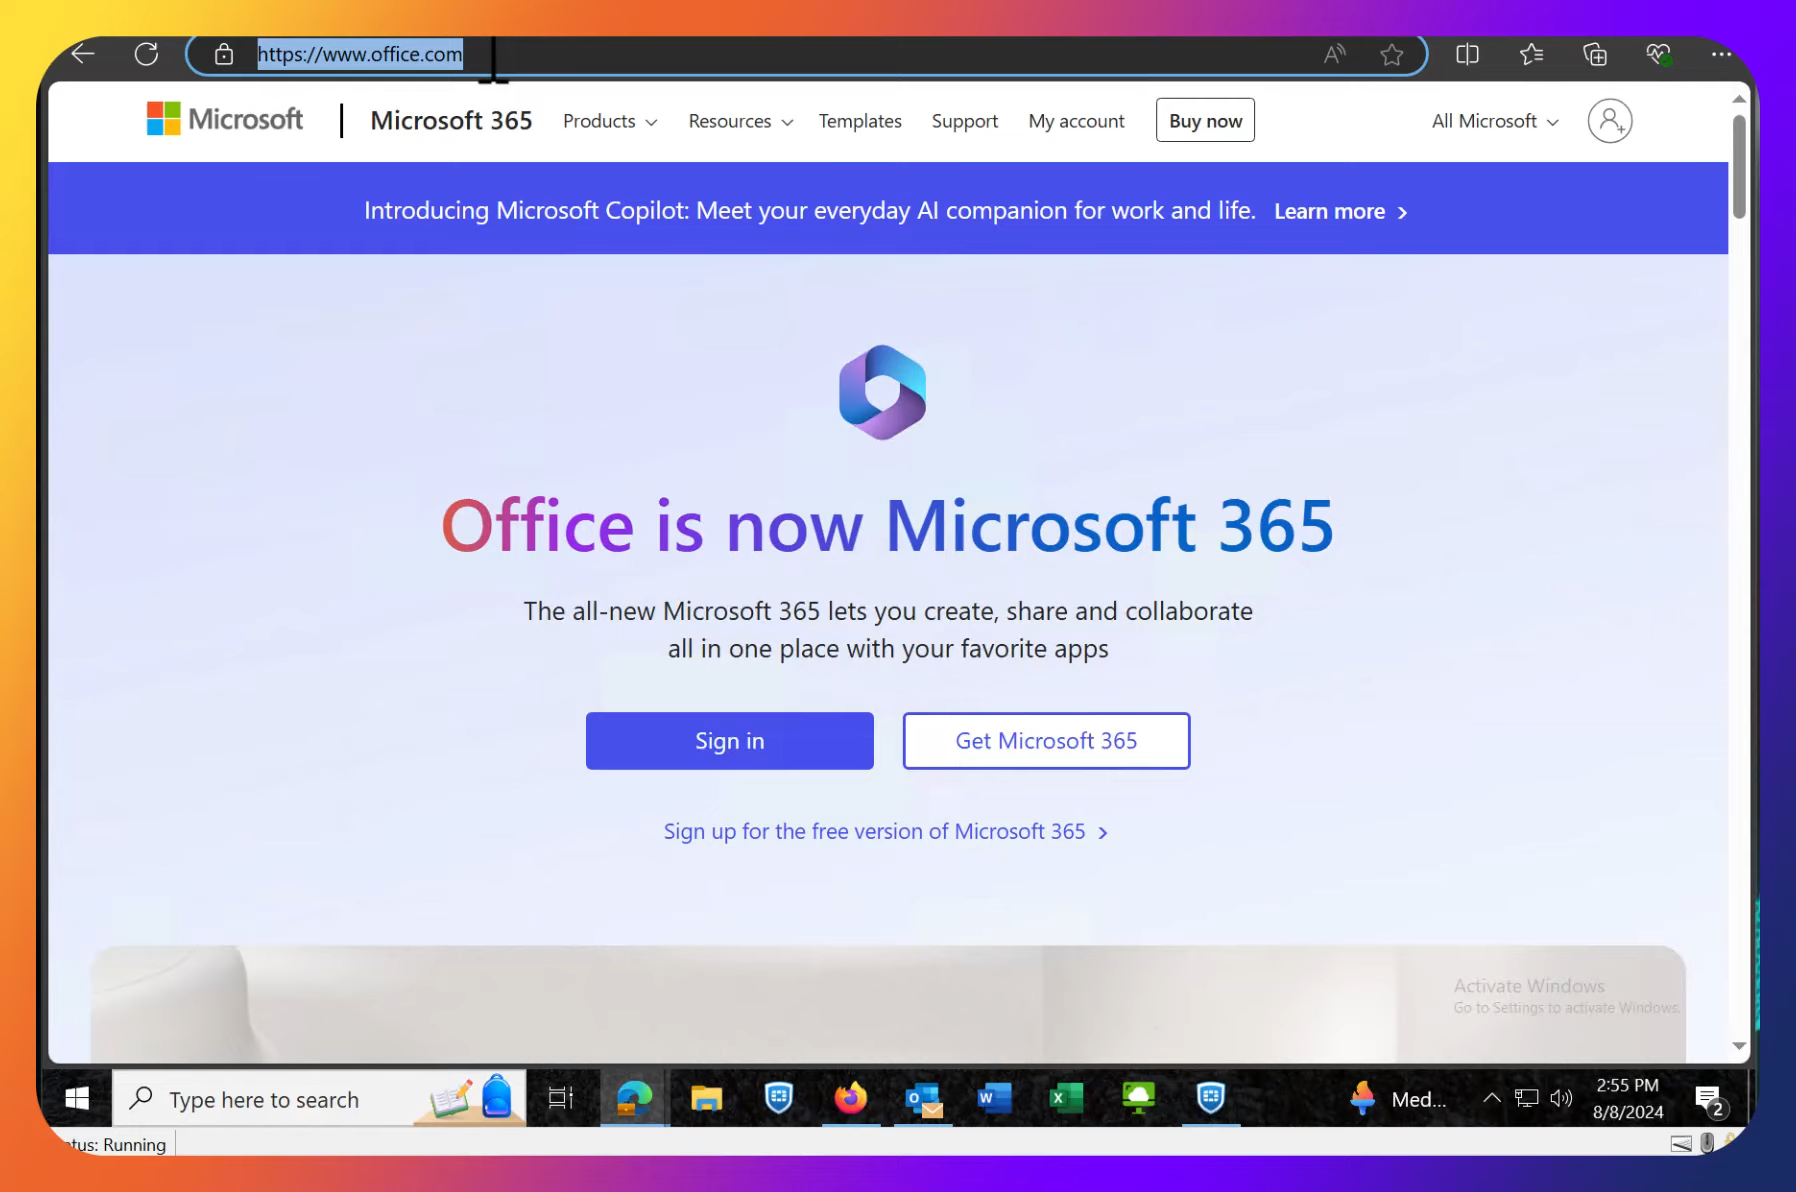 https://www.office.com
Microsoft | Microsoft 365 Products Resources Templates Support My account Buy now All Microsoft
Introducing Microsoft Copilot: Meet your everyday AI companion for work and life. Learn more >
Office is now Microsoft 365
The all-new Microsoft 365 lets you create, share and collaborate
all in one place with your favorite apps
Sign in Get Microsoft 365
Sign up for the free version of Microsoft 365 >
Activate Windows
Go to Settings to activate Windows.
Type here to search Med... 2:55 PM
8/8/2024 2
tus: Running